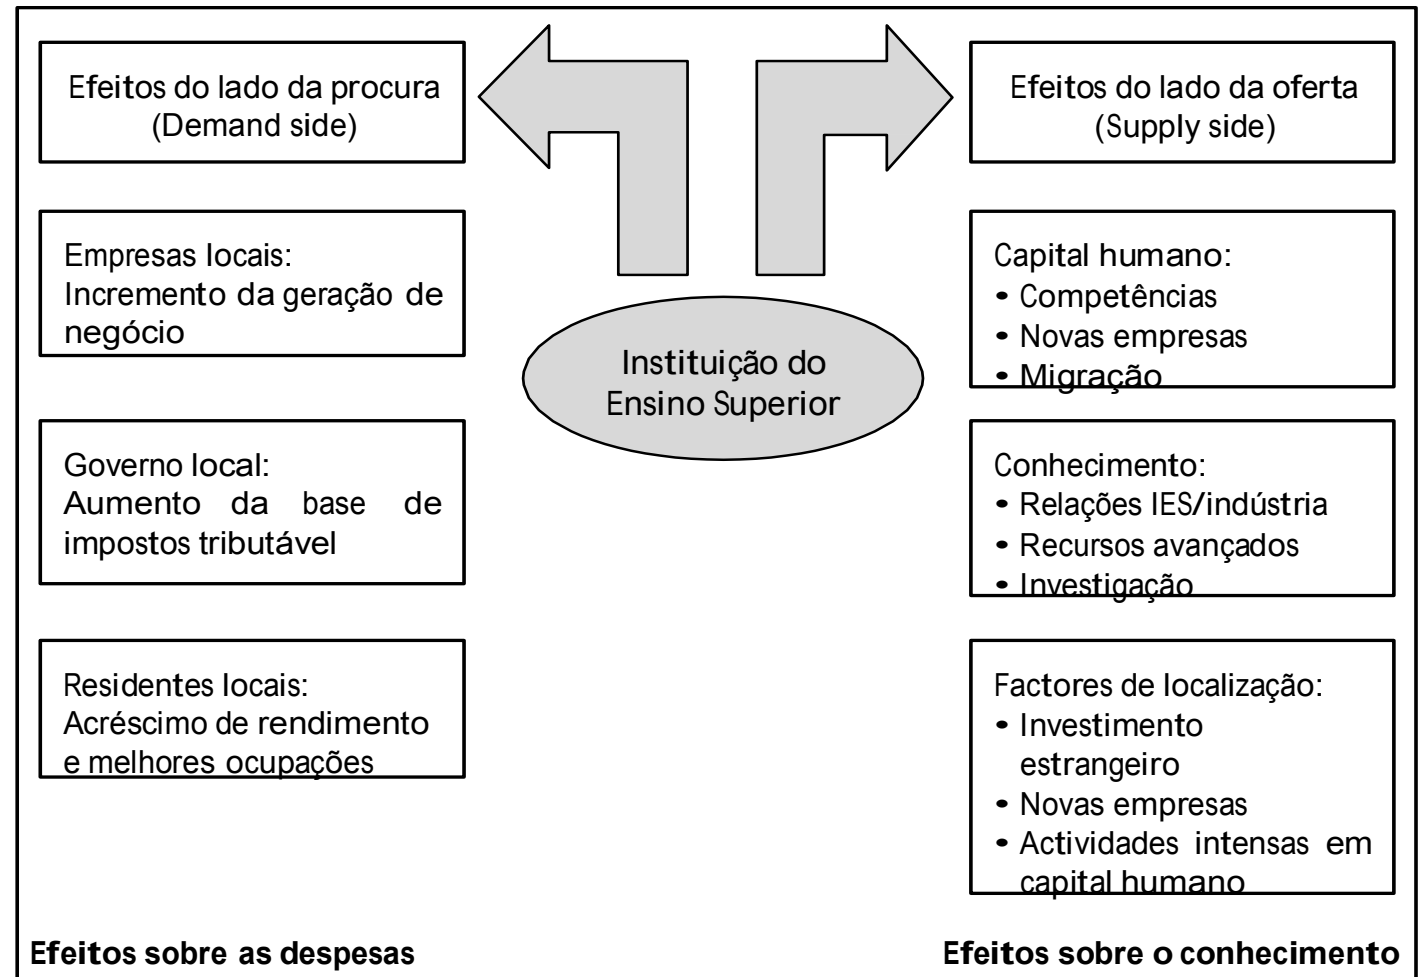 Efeitos do lado da procura
(Demand side)
Empresas locais:
Incremento da geração de
negócio
Governo local:
Aumento da base de
impostos tributável
Residentes locais:
Acréscimo de rendimento
e melhores ocupações
Efeitos sobre as despesas
Instituição do
Ensino Superior
Efeitos do lado da oferta
(Supply side)
Capital humano:
• Competências
• Novas empresas
• Migração
Conhecimento:
• Relações IES/indústria
• Recursos avançados
• Investigação
Factores de localização:
• Investimento
estrangeiro
• Novas empresas
• Actividades intensas em
capital humano
Efeitos sobre o conhecimento